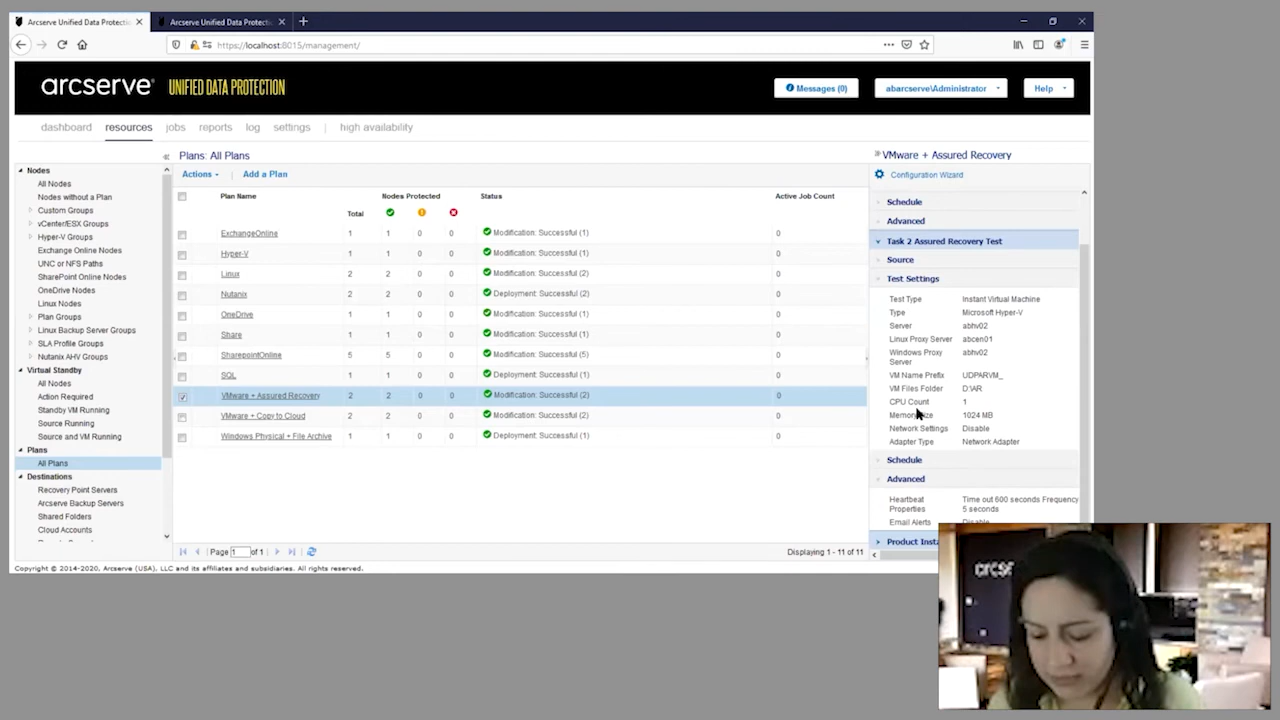 Arcserve Unified Data Protecti
Arcserve Unified Data Protecti
https://localhost:8015/management/
arcserve® UNIFIED DATA PROTECTION
Messages (0)
abarcserve\Administrator
Help
dashboard resources jobs reports log settings | high availability
Nodes
All Nodes
Nodes without a Plan
Custom Groups
vCenter/ESX Groups
Hyper-V Groups
Exchange Online Nodes
UNC or NFS Paths
SharePoint Online Nodes
OneDrive Nodes
Linux Nodes
Plan Groups
Linux Backup Server Groups
SLA Profile Groups
Nutanix AHV Groups
Virtual Standby
All Nodes
Action Required
Standby VM Running
Source Running
Source and VM Running
Plans
All Plans
Destinations
Recovery Point Servers
Arcserve Backup Servers
Shared Folders
Cloud Accounts
Plans: All Plans
Actions | Add a Plan
Plan Name Nodes Protected Status Active Job Count
Total
ExchangeOnline 1 1 0 0 Modification: Successful (1) 0
Hyper-V 1 1 0 0 Modification: Successful (1) 0
Linux 2 2 0 0 Modification: Successful (2) 0
Nutanix 2 2 0 0 Deployment: Successful (2) 0
OneDrive 1 1 0 0 Modification: Successful (1) 0
Share 1 1 0 0 Modification: Successful (1) 0
SharepointOnline 5 5 0 0 Modification: Successful (5) 0
SQL 1 1 0 0 Deployment: Successful (1) 0
VMware + Assured Recovery 2 2 0 0 Modification: Successful (2) 0
VMware + Copy to Cloud 2 2 0 0 Modification: Successful (2) 0
Windows Physical + File Archive 1 1 0 0 Deployment: Successful (1) 0
Page 1 of 1
Displaying 1 - 11 of 11
VMware + Assured Recovery
Configuration Wizard
Schedule
Advanced
Task 2 Assured Recovery Test
Source
Test Settings
Test Type Instant Virtual Machine
Type Microsoft Hyper-V
Server abhv02
Linux Proxy Server abcen01
Windows Proxy Server abhv02
VM Name Prefix UDPARVM_
VM Files Folder D:\AR
CPU Count 1
Memory Size 1024 MB
Network Settings Disable
Adapter Type Network Adapter
Schedule
Advanced
Heartbeat Properties Time out 600 seconds Frequency 5 seconds
Email Alerts Disable
Product Insta
Copyright © 2014-2020, Arcserve (USA), LLC and its affiliates and subsidiaries. All rights reserved.
arcs